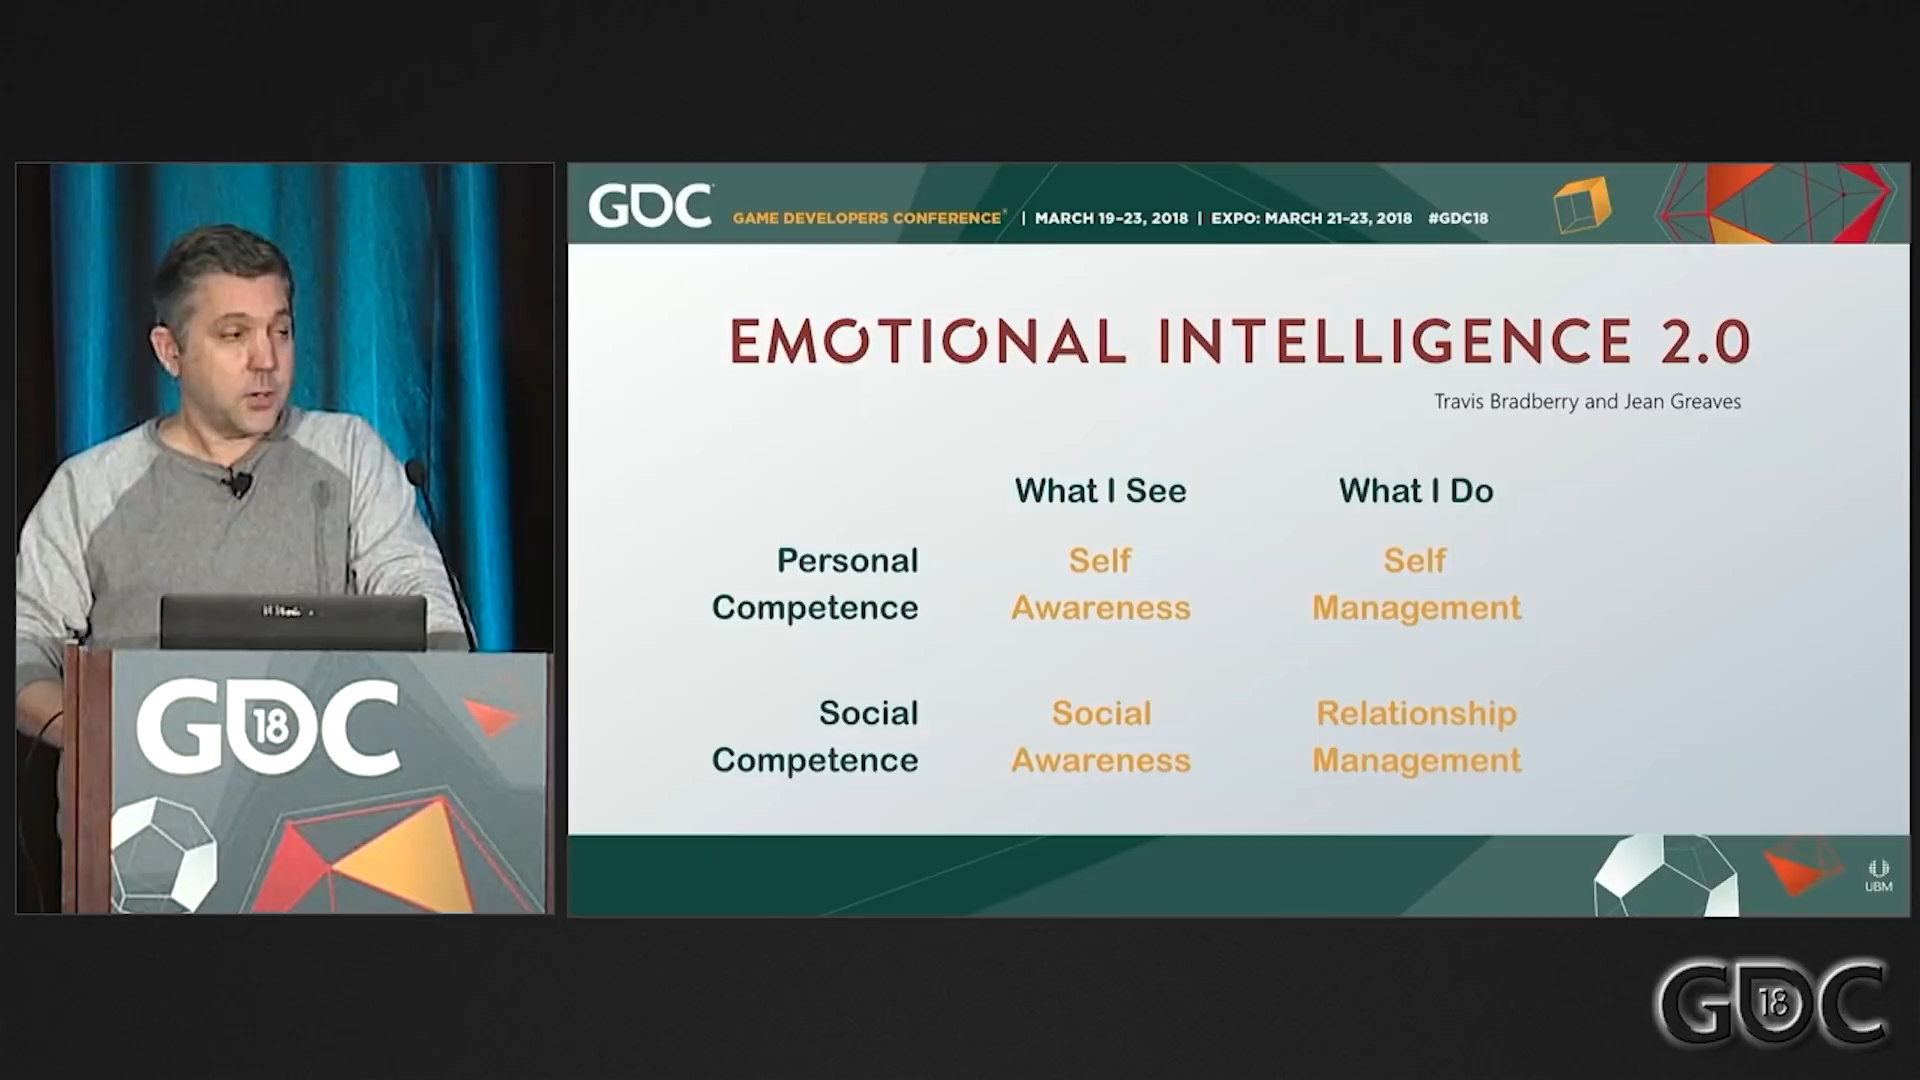 GDC
GAME DEVELOPERS CONFERENCE® | MARCH 19–23, 2018 | EXPO: MARCH 21–23, 2018 #GDC18
EMOTIONAL INTELLIGENCE 2.0
Travis Bradberry and Jean Greaves
What I See What I Do
Personal Self Self
Competence Awareness Management
Social Social Relationship
Competence Awareness Management
UBM
GDC 18
GDC 18